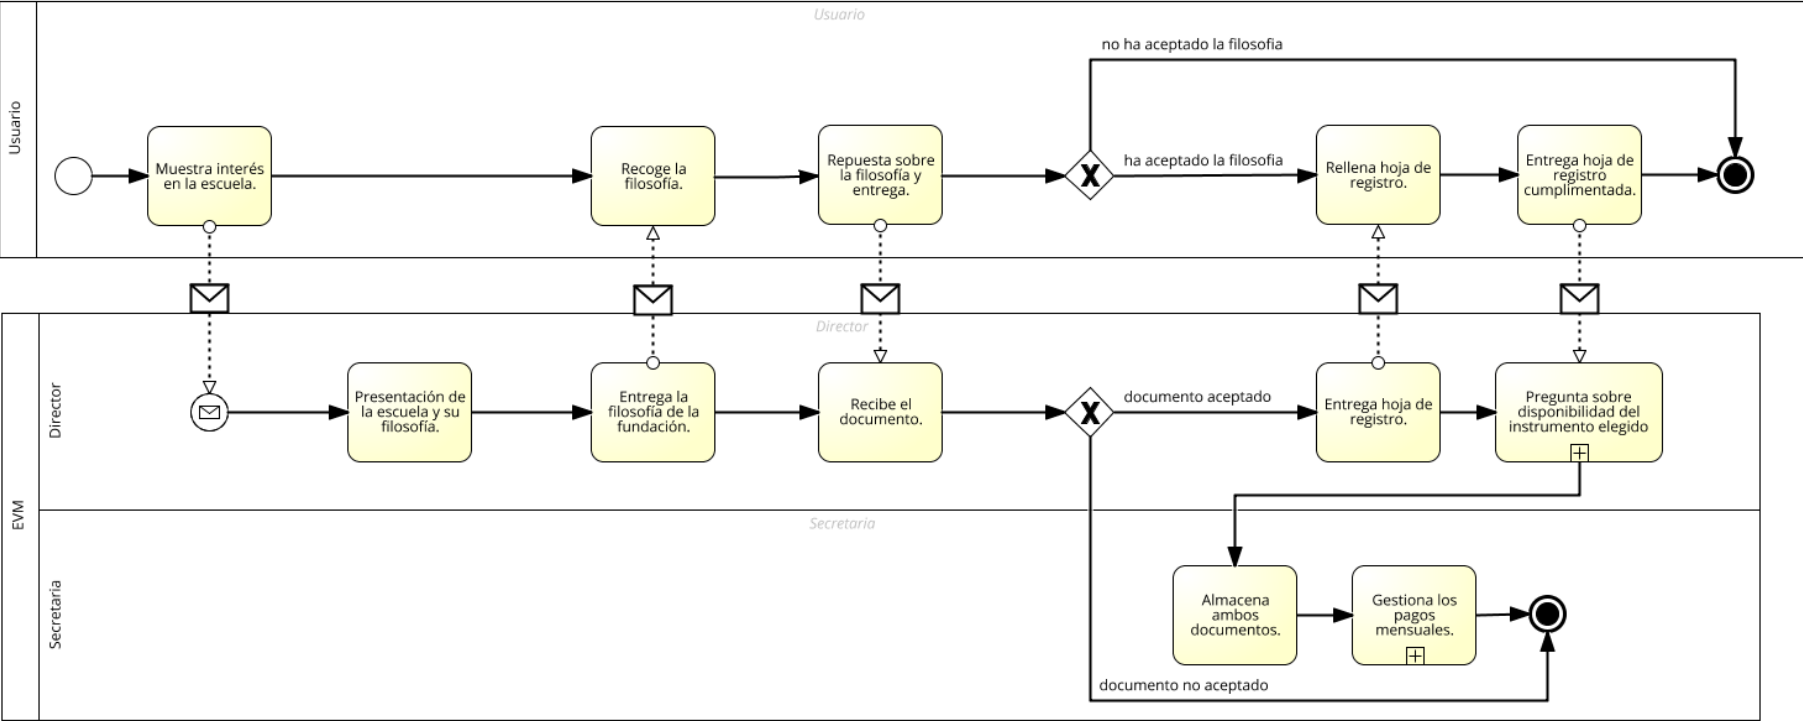 Usuario
Usuario
no ha aceptado la filosofia
Muestra interés
en la escuela.
Recoge la
filosofía.
Repuesta sobre
la filosofía y
entrega.
ha aceptado la filosofia
Rellena hoja de
registro.
Entrega hoja de
registro
cumplimentada.
EVM
Director
Director
Presentación de
la escuela y su
filosofía.
Entrega la
filosofía de la
fundación.
Recibe el
documento.
documento aceptado
Entrega hoja de
registro.
Pregunta sobre
disponibilidad del
instrumento elegido
Secretaria
Secretaria
Almacena
ambos
documentos.
Gestiona los
pagos
mensuales.
documento no aceptado